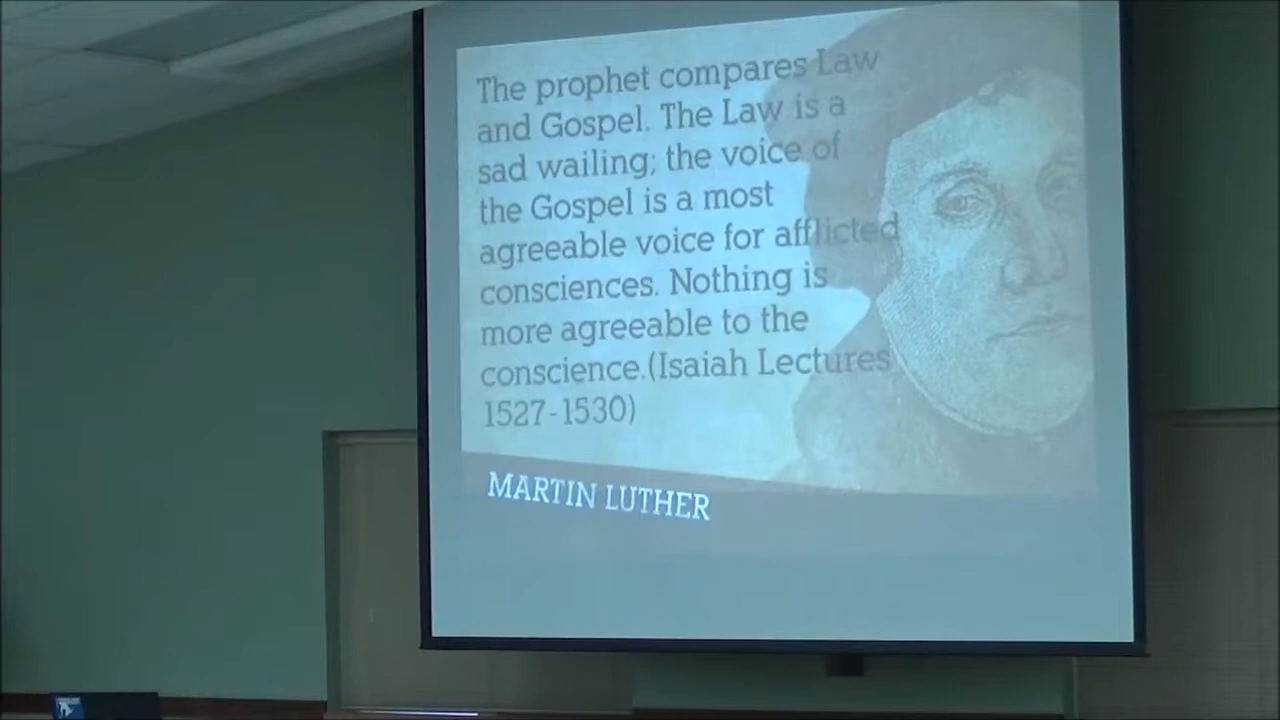 The prophet compares Law
and Gospel. The Law is a
sad wailing; the voice of
the Gospel is a most
agreeable voice for afflicted
consciences. Nothing is
more agreeable to the
conscience.(Isaiah Lectures
1527-1530)
MARTIN LUTHER